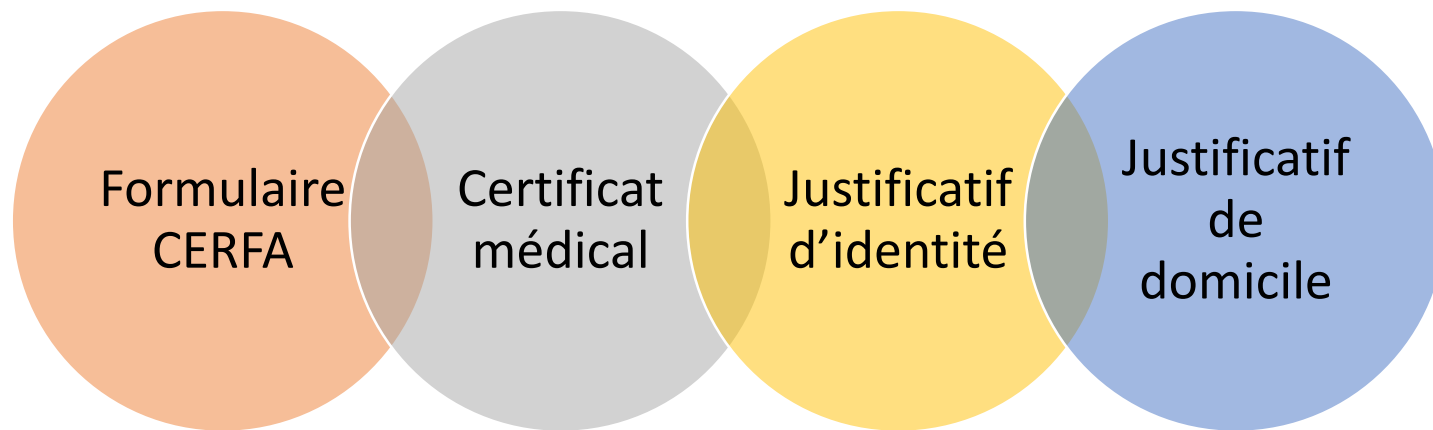 Formulaire
CERFA
Certificat
médical
Justificatif
d’identité
Justificatif
de
domicile